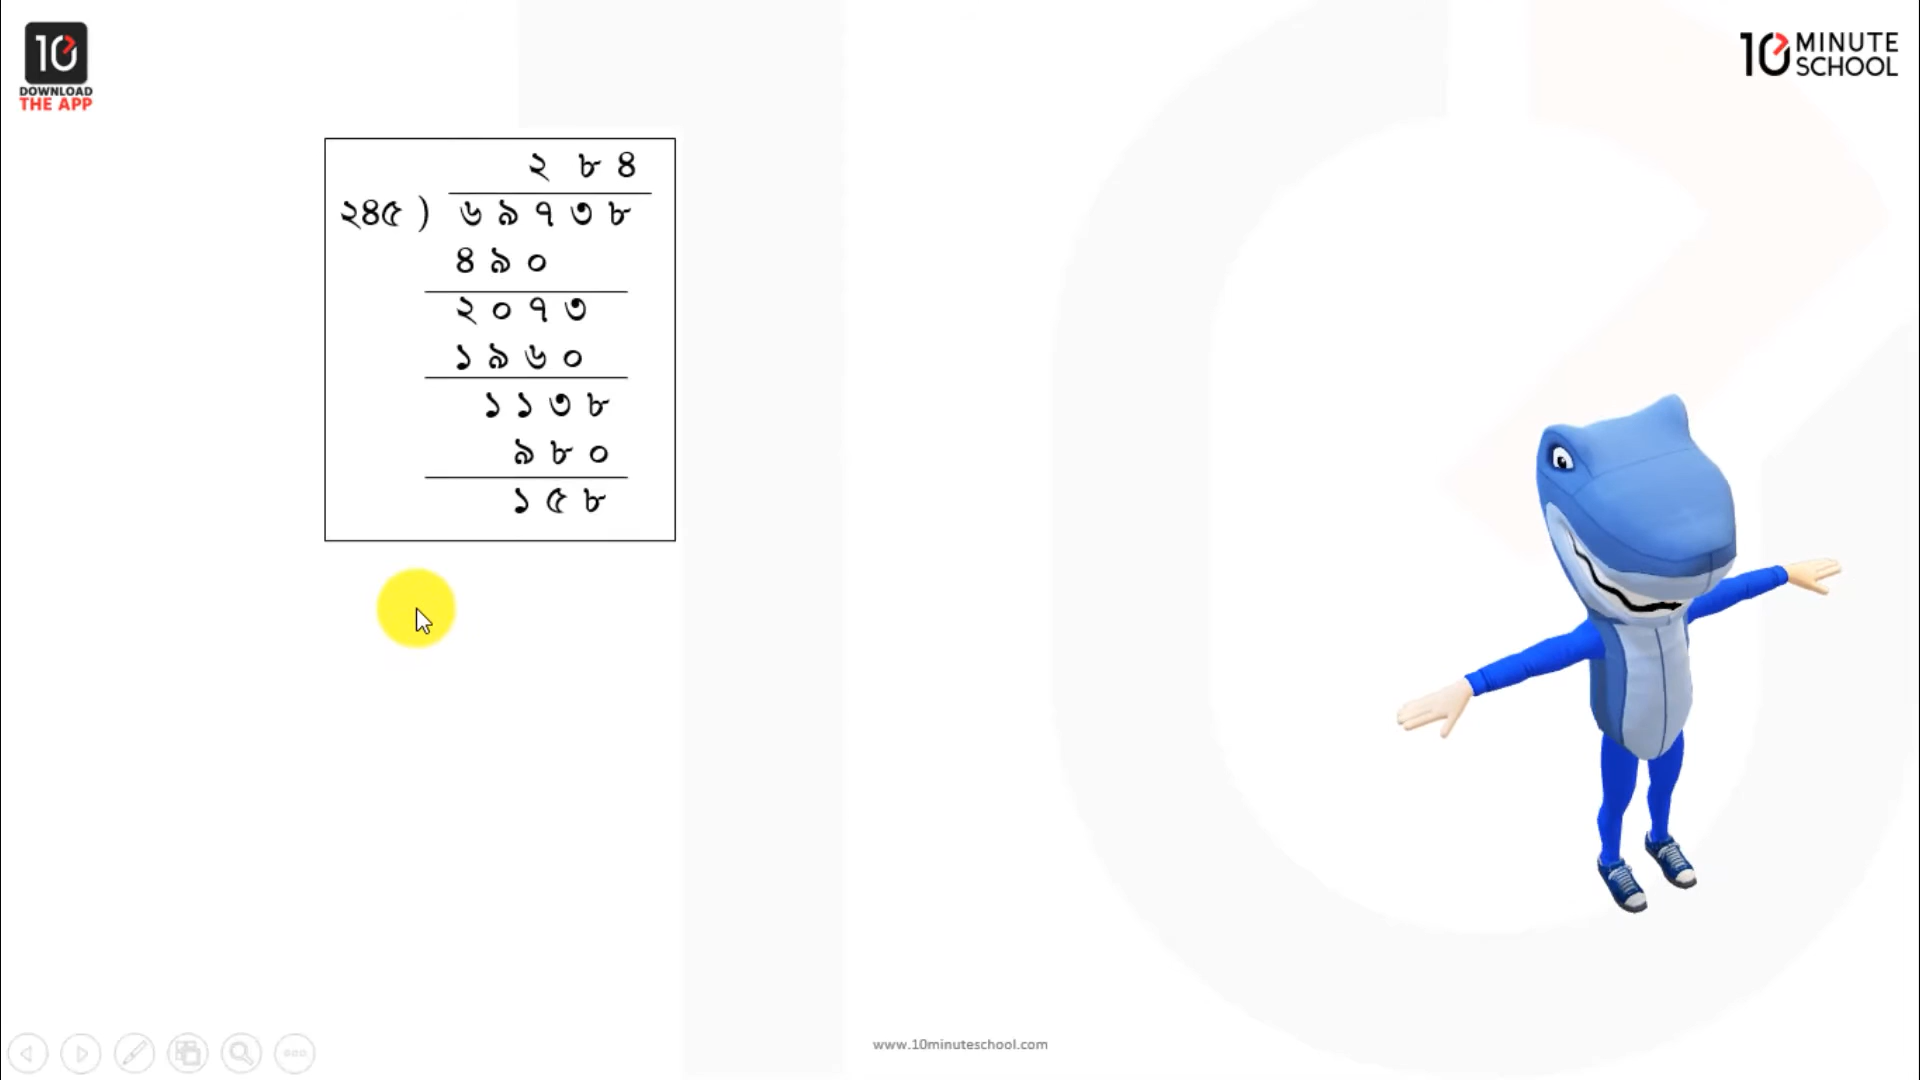 10
DOWNLOAD
THE APP
10 MINUTE
SCHOOL
২ ৮ ৪
২৪৫ ) ৬ ৯ ৭ ৩ ৮
৪ ৯ ০
২ ০ ৭ ৩
১ ৯ ৬ ০
১ ১ ৩ ৮
৯ ৮ ০
১ ৫ ৮
www.10minuteschool.com